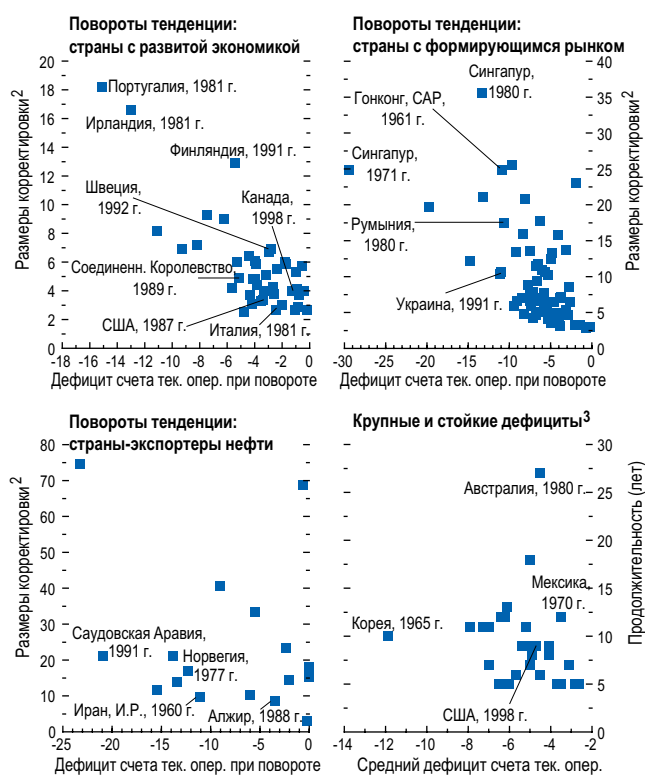 Повороты тенденции:
страны с развитой экономикой
20
18
16
14
12
10
8
6
4
2
0
Размеры корректировки2
Португалия, 1981 г.
Ирландия, 1981 г.
Финляндия, 1991 г.
Швеция,
1992 г.
Канада,
1998 г.
Соединенн. Королевство,
1989 г.
США, 1987 г.
Италия, 1981 г.
-18 -16 -14 -12 -10 -8 -6 -4 -2 0
Дефицит счета тек. опер. при повороте
Повороты тенденции:
страны с формирующимся рынком
Сингапур,
1980 г.
Гонконг, САР,
1961 г.
Сингапур,
1971 г.
Румыния,
1980 г.
Украина, 1991 г.
40
35
30
25
20
15
10
5
0
Размеры корректировки2
-30 -25 -20 -15 -10 -5 0
Дефицит счета тек. опер. при повороте
Повороты тенденции:
страны-экспортеры нефти
80
70
60
50
40
30
20
10
0
Размеры корректировки2
Саудовская Аравия,
1991 г.
Норвегия,
1977 г.
Иран, И.Р., 1960 г.
Алжир, 1988 г.
-25 -20 -15 -10 -5 0
Дефицит счета тек. опер. при повороте
Крупные и стойкие дефициты3
Австралия, 1980 г.
Мексика,
1970 г.
Корея, 1965 г.
США, 1998 г.
30
25
20
15
10
5
0
Продолжительность (лет)
-14 -12 -10 -8 -6 -4 -2
Средний дефицит счета тек. опер.